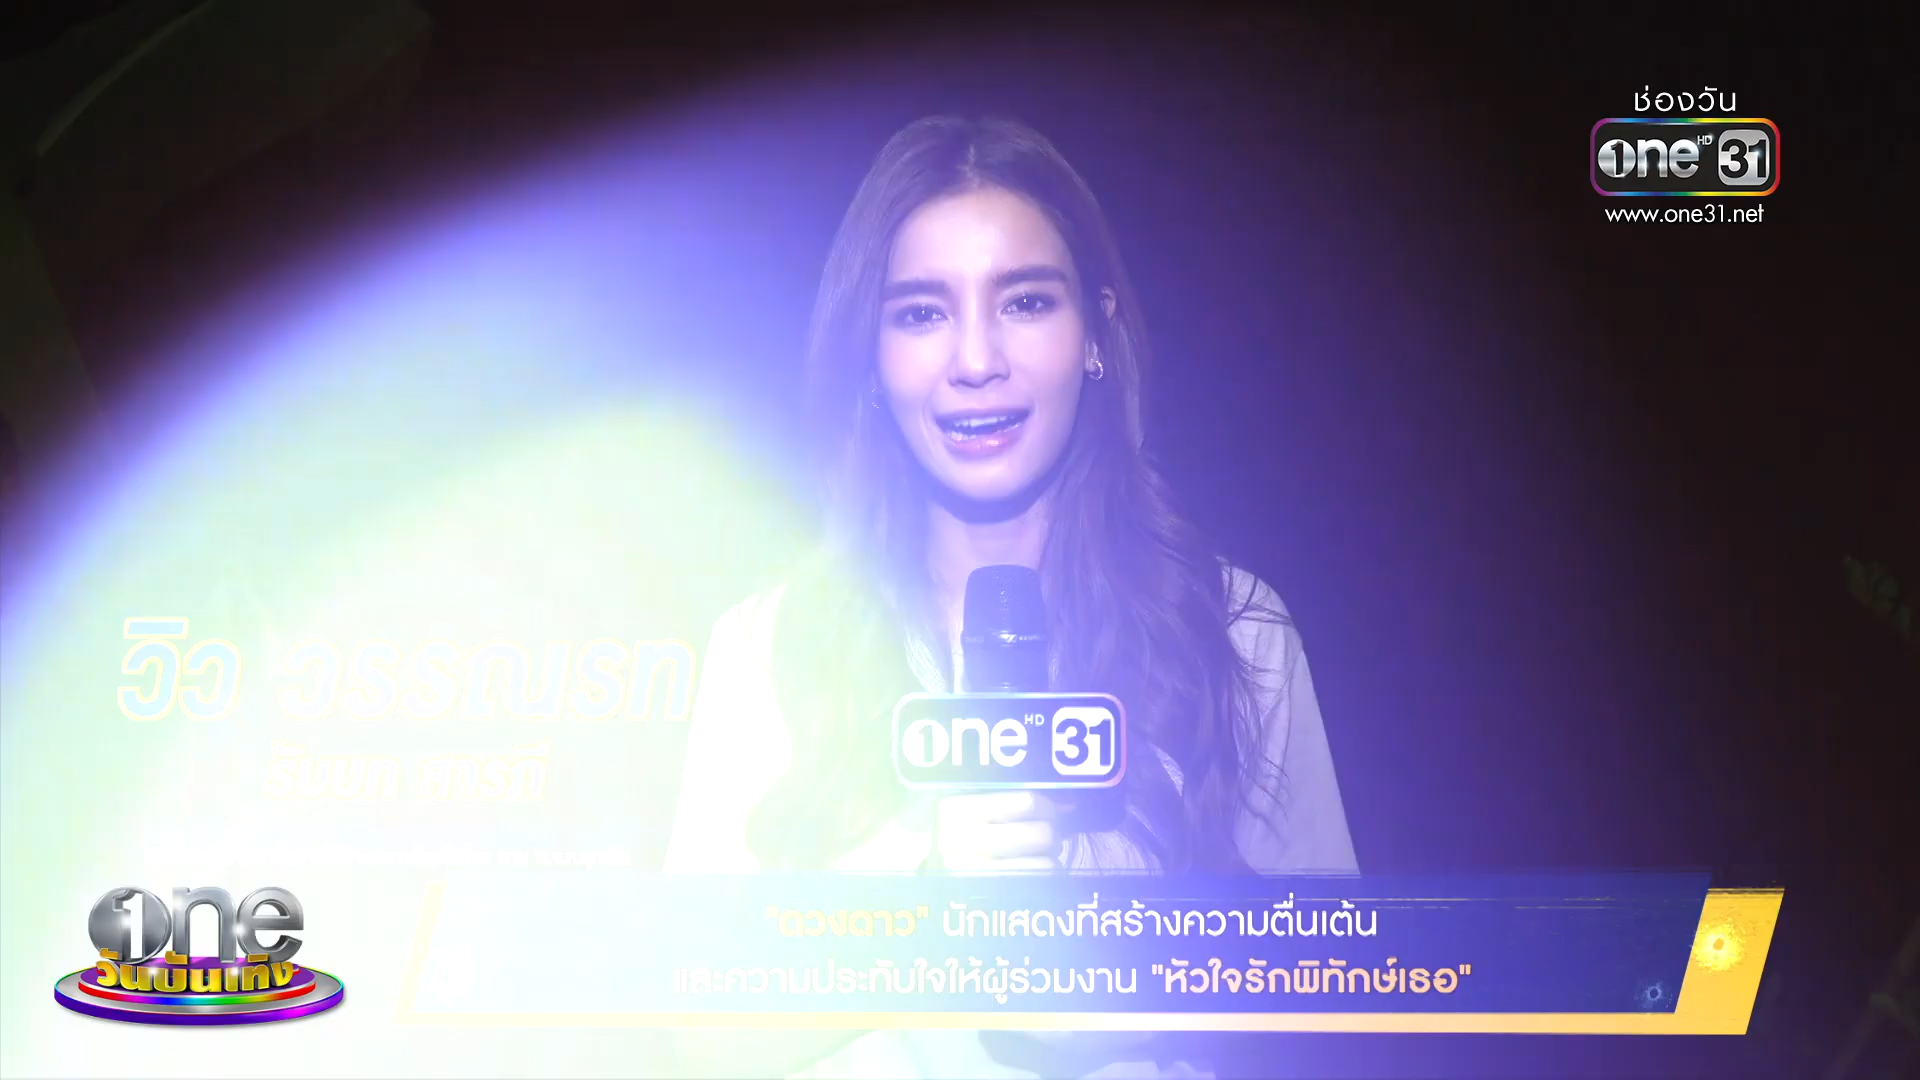 ช่องวัน
one HD 31
www.one31.net
วิว วรรณรท
one HD 31
one
วันบันเทิง
"ดวงดาว" นักแสดงที่สร้างความตื่นเต้น
และความประทับใจให้ผู้ร่วมงาน "หัวใจรักพิทักษ์เธอ"